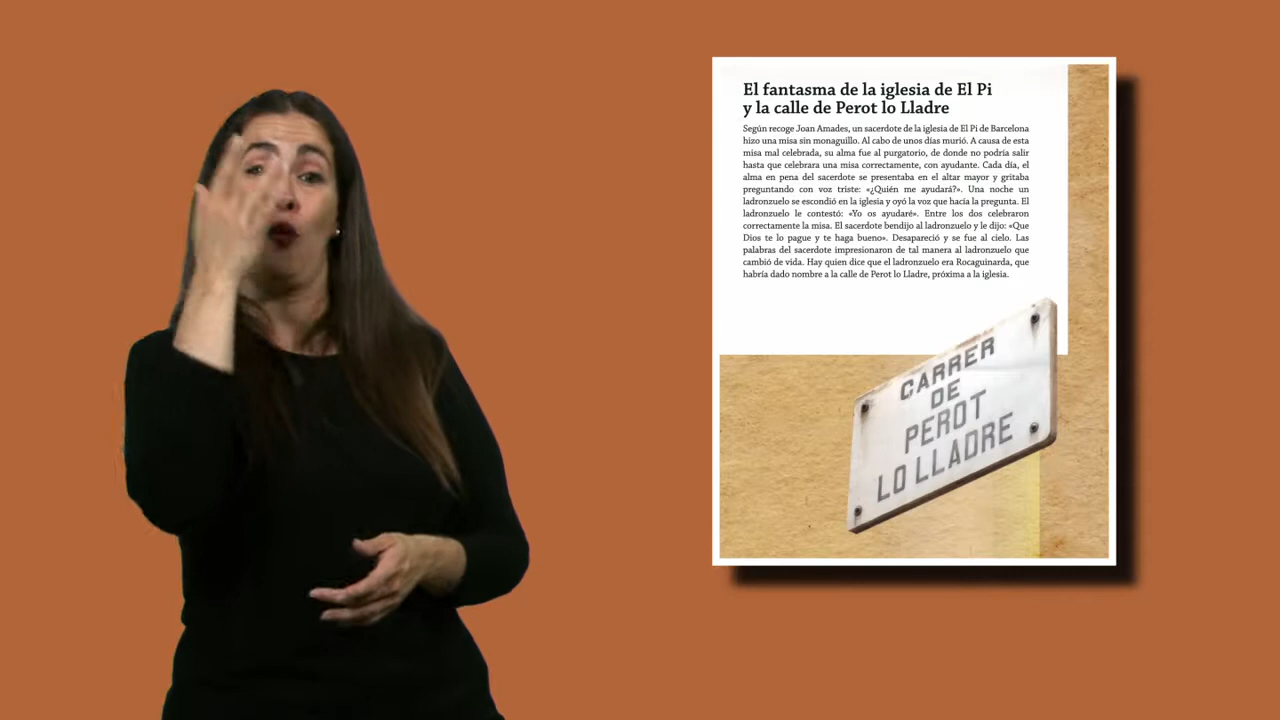 El fantasma de la iglesia de El Pi
y la calle de Perot lo Lladre
Según recoge Joan Amades, un sacerdote de la iglesia de El Pi de Barcelona
hizo una misa sin monaguillo. Al cabo de unos días murió. A causa de esta
misa mal celebrada, su alma fue al purgatorio, de donde no podría salir
hasta que celebrara una misa correctamente, con ayudante. Cada día, el
alma en pena del sacerdote se presentaba en el altar mayor y gritaba
preguntando con voz triste: «¿Quién me ayudará?». Una noche un
ladronzuelo se escondió en la iglesia y oyó la voz que hacía la pregunta. El
ladronzuelo le contestó: «Yo os ayudaré». Entre los dos celebraron
correctamente la misa. El sacerdote bendijo al ladronzuelo y le dijo: «Que
Dios te lo pague y te haga bueno». Desapareció y se fue al cielo. Las
palabras del sacerdote impresionaron de tal manera al ladronzuelo que
cambió de vida. Hay quien dice que el ladronzuelo era Rocaguinarda, que
habría dado nombre a la calle de Perot lo Lladre, próxima a la iglesia.
CARRER
DE
PEROT
LO LLADRE